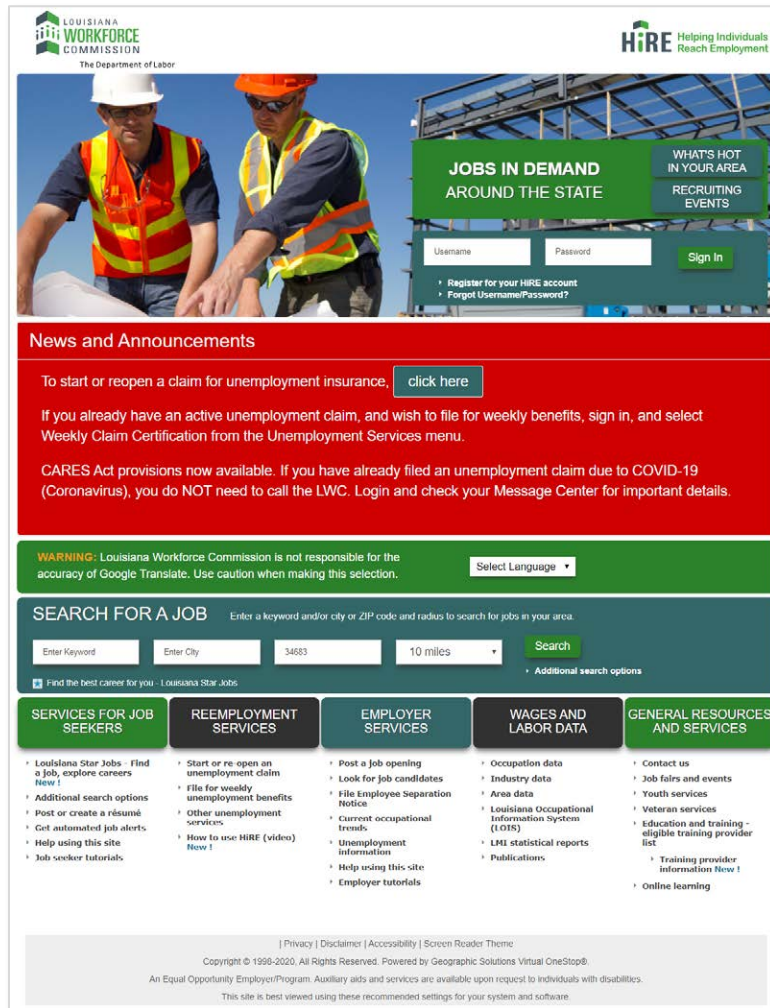 LOUISIANA
WORKFORCE
COMMISSION
The Department of Labor
HiRE Helping Individuals
Reach Employment
JOBS IN DEMAND
AROUND THE STATE
WHAT'S HOT
IN YOUR AREA
RECRUITING
EVENTS
Username
Password
Sign In
Register for your HiRE account
Forgot Username/Password?
News and Announcements
To start or reopen a claim for unemployment insurance, click here
If you already have an active unemployment claim, and wish to file for weekly benefits, sign in, and select
Weekly Claim Certification from the Unemployment Services menu.
CARES Act provisions now available. If you have already filed an unemployment claim due to COVID-19
(Coronavirus), you do NOT need to call the LWC. Login and check your Message Center for important details.
WARNING: Louisiana Workforce Commission is not responsible for the
accuracy of Google Translate. Use caution when making this selection.
Select Language
SEARCH FOR A JOB Enter a keyword and/or city or ZIP code and radius to search for jobs in your area.
Enter Keyword
Enter City
34683
10 miles
Search
Additional search options
Find the best career for you - Louisiana Star Jobs
SERVICES FOR JOB
SEEKERS
Louisiana Star Jobs - Find
a job, explore careers
New !
Additional search options
Post or create a résumé
Get automated job alerts
Help using this site
Job seeker tutorials
REEMPLOYMENT
SERVICES
Start or re-open an
unemployment claim
File for weekly
unemployment benefits
Other unemployment
services
How to use HiRE (video)
New !
EMPLOYER
SERVICES
Post a job opening
Look for job candidates
File Employee Separation
Notice
Current occupational
trends
Unemployment
information
Help using this site
Employer tutorials
WAGES AND
LABOR DATA
Occupation data
Industry data
Area data
Louisiana Occupational
Information System
(LOIS)
LMI statistical reports
Publications
GENERAL RESOURCES
AND SERVICES
Contact us
Job fairs and events
Youth services
Veteran services
Education and training -
eligible training provider
list
Training provider
information New !
Online learning
| Privacy | Disclaimer | Accessibility | Screen Reader Theme
Copyright © 1998-2020, All Rights Reserved. Powered by Geographic Solutions Virtual OneStop®.
An Equal Opportunity Employer/Program. Auxiliary aids and services are available upon request to individuals with disabilities.
This site is best viewed using these recommended settings for your system and software.